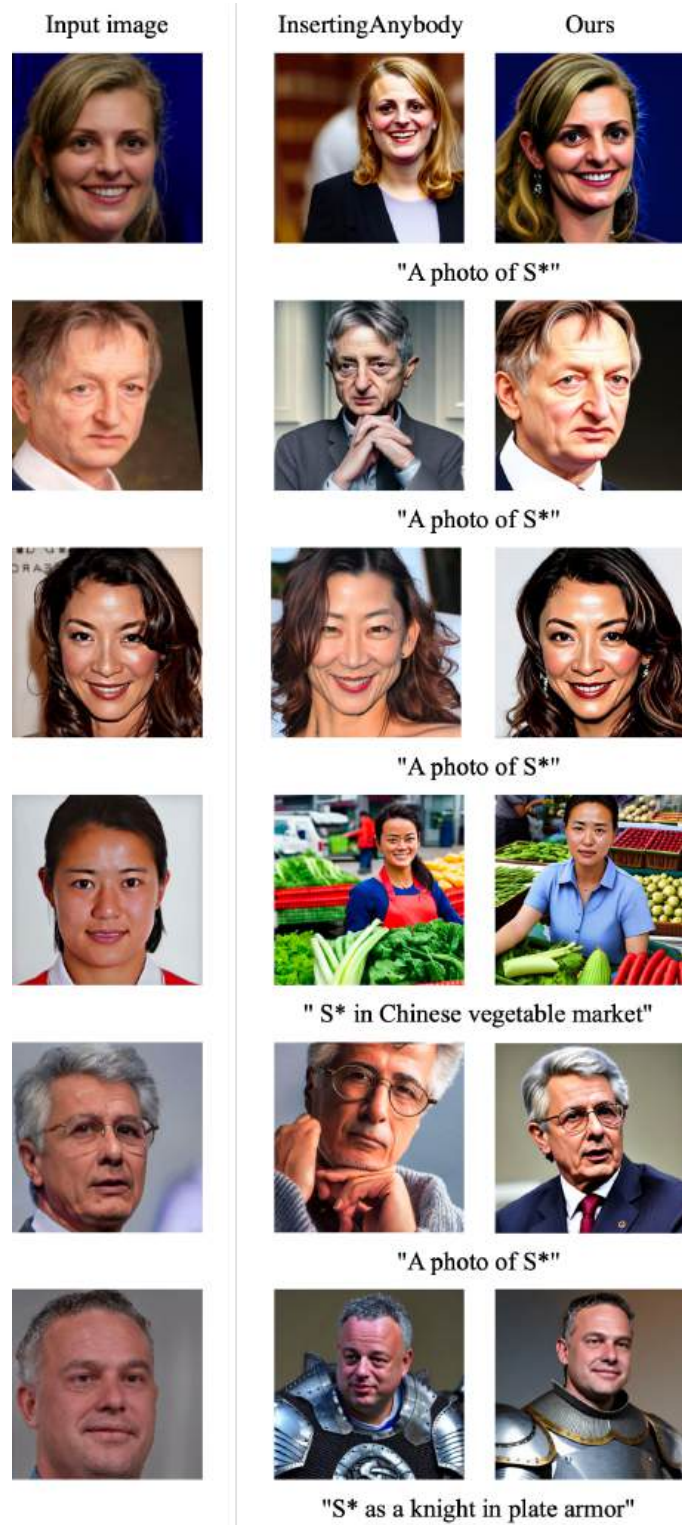 Input image InsertingAnybody Ours
"A photo of S*"
"A photo of S*"
"A photo of S*"
" S* in Chinese vegetable market"
"A photo of S*"
"S* as a knight in plate armor"